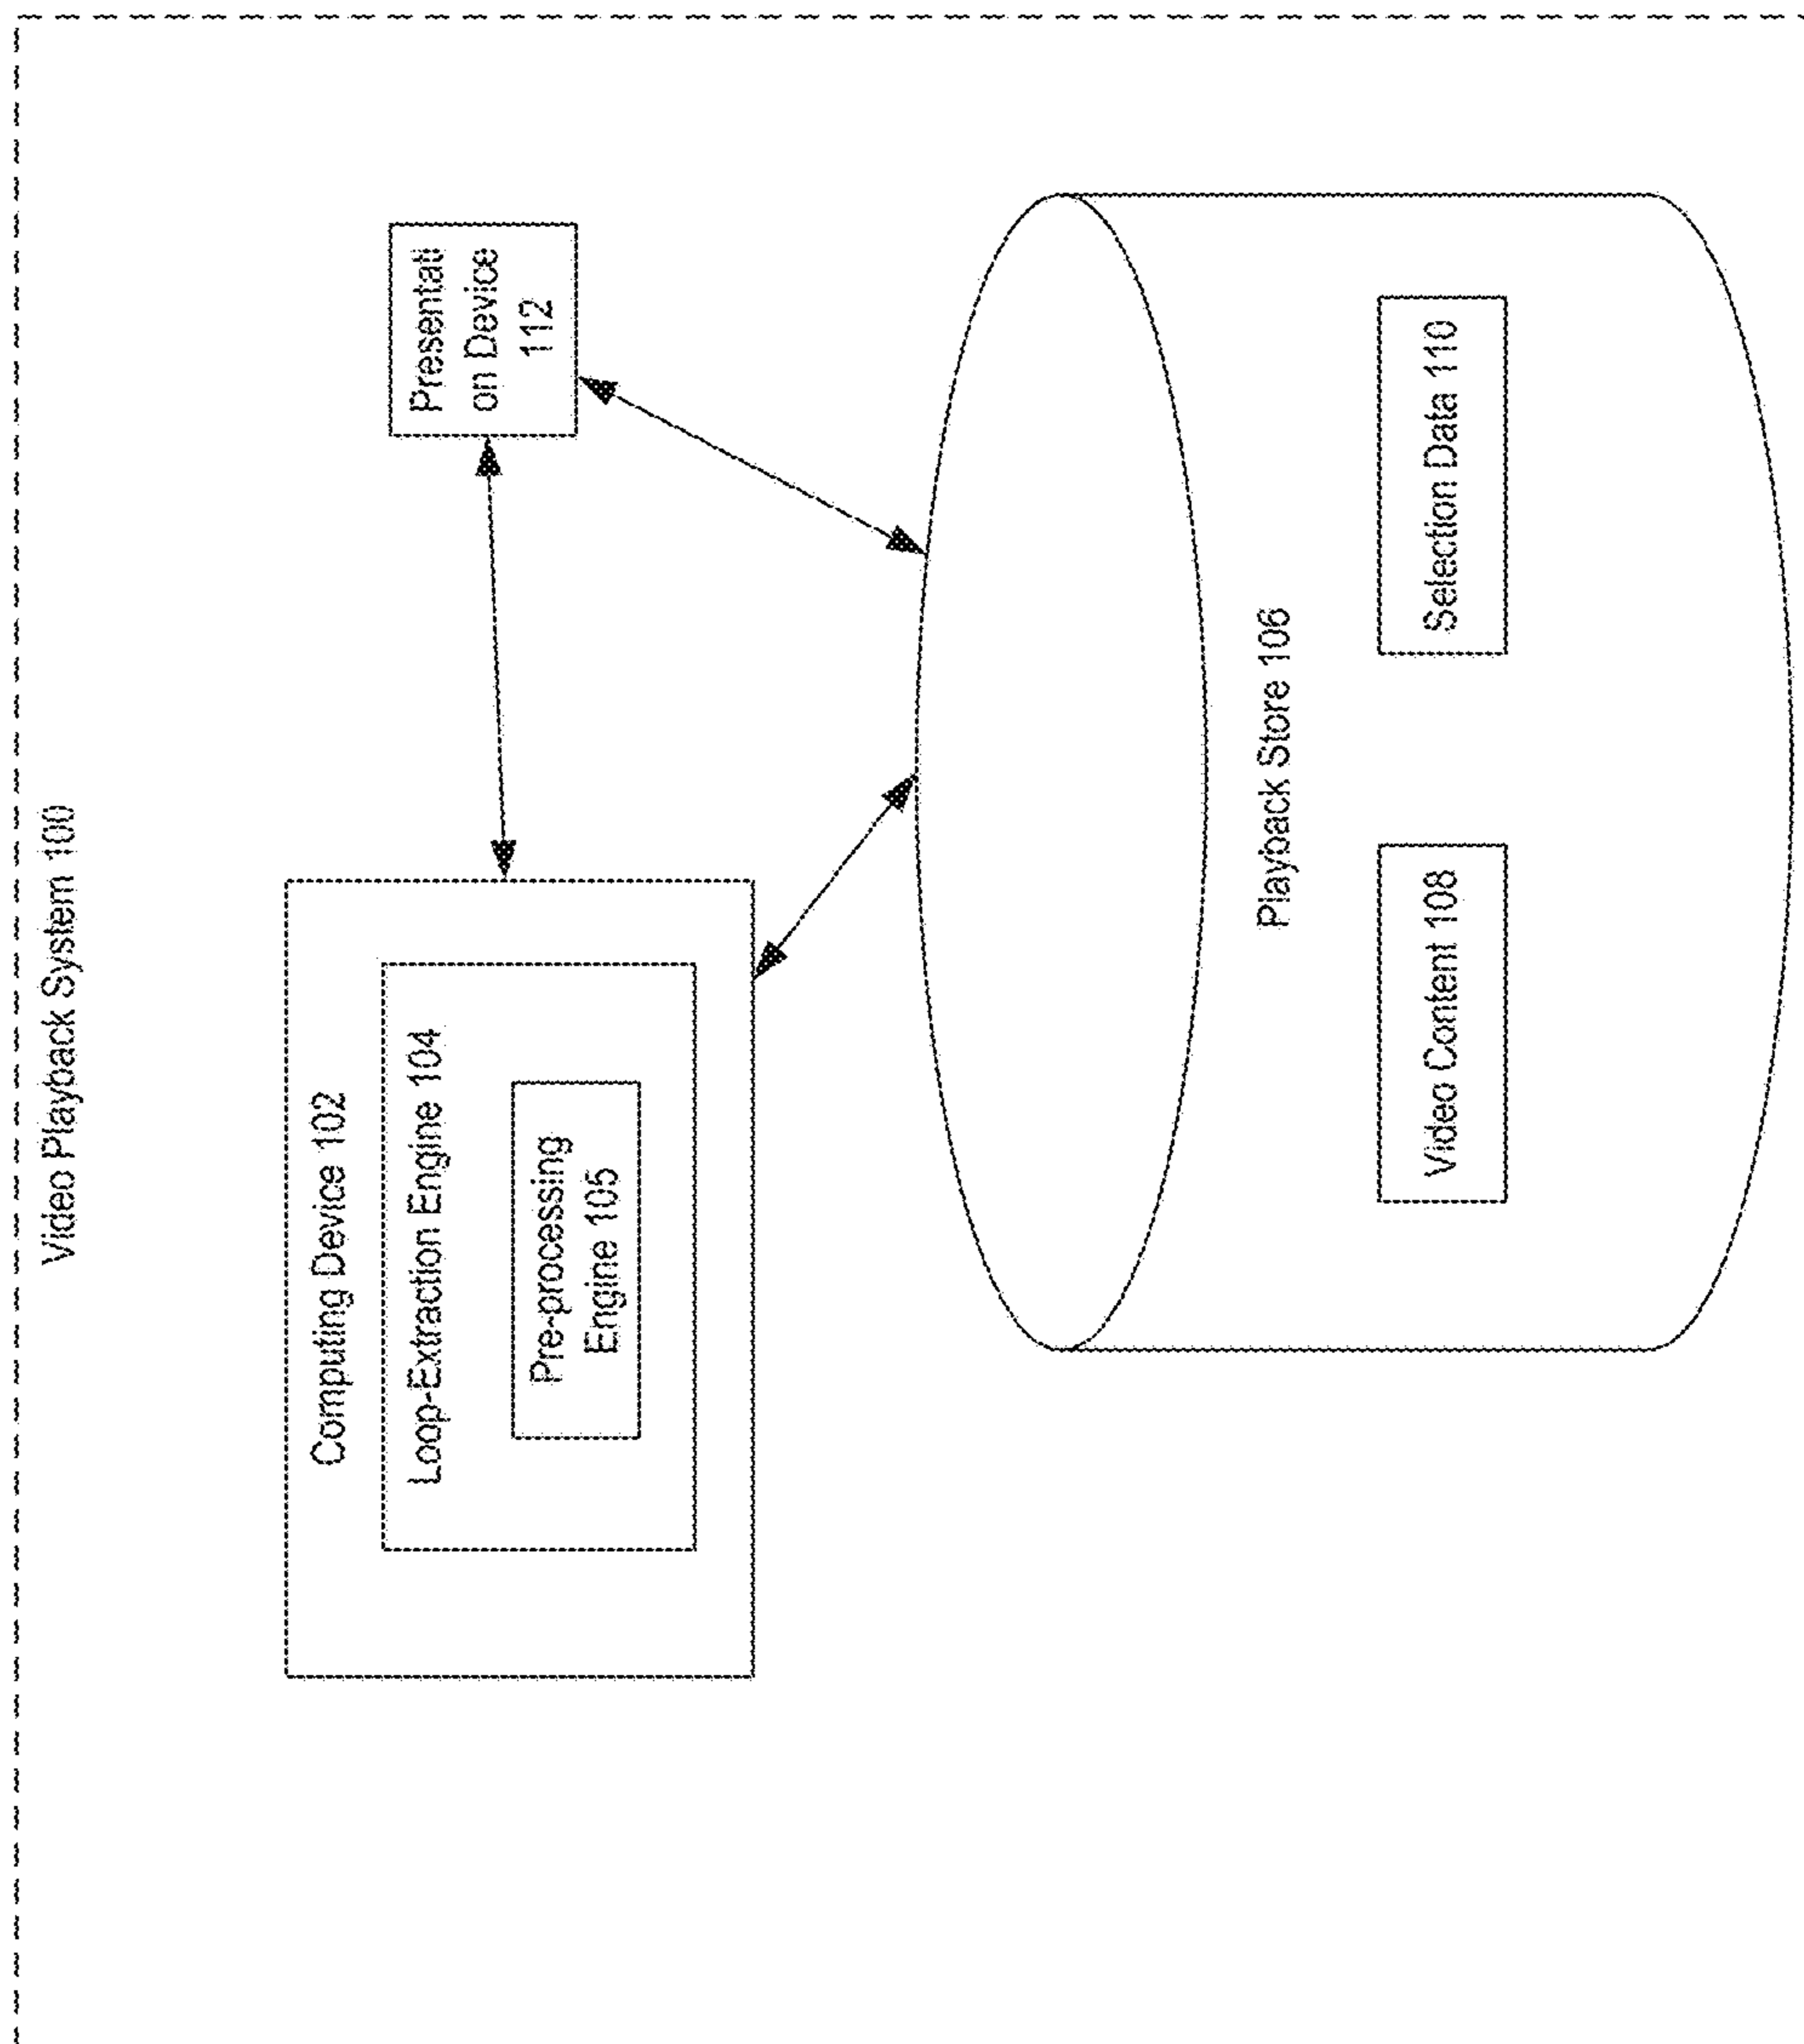 Video Playback System 100
Computing Device 102
Loop-Extraction Engine 104
Pre-processing
Engine 105
Presentati
on Device
112
Playback Store 106
Video Content 108
Selection Data 110